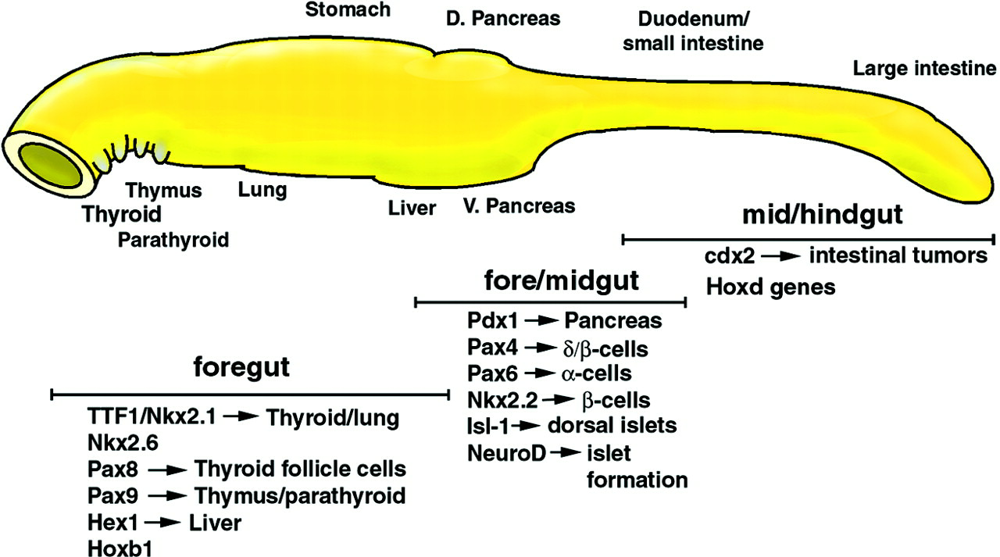 Stomach
D. Pancreas
Duodenum/
small intestine
Large intestine
Thymus
Thyroid
Parathyroid
Lung
Liver
V. Pancreas
mid/hindgut
cdx2 → intestinal tumors
Hoxd genes
fore/midgut
Pdx1 → Pancreas
Pax4 → δ/β-cells
Pax6 → α-cells
Nkx2.2 → β-cells
Isl-1 → dorsal islets
NeuroD → islet
formation
foregut
TTF1/Nkx2.1 → Thyroid/lung
Nkx2.6
Pax8 → Thyroid follicle cells
Pax9 → Thymus/parathyroid
Hex1 → Liver
Hoxb1